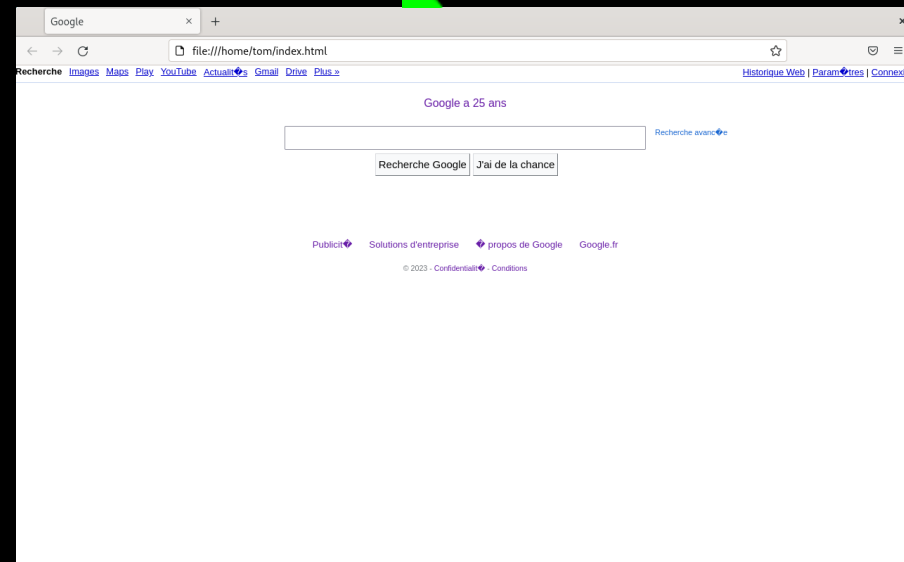 Google × +
file:///home/tom/index.html
Recherche Images Maps Play YouTube Actualit�s Gmail Drive Plus » Historique Web | Param�tres | Connexi
Google a 25 ans
Recherche avanc�e
Recherche Google J'ai de la chance
Publicit� Solutions d'entreprise � propos de Google Google.fr
© 2023 - Confidentialit� - Conditions